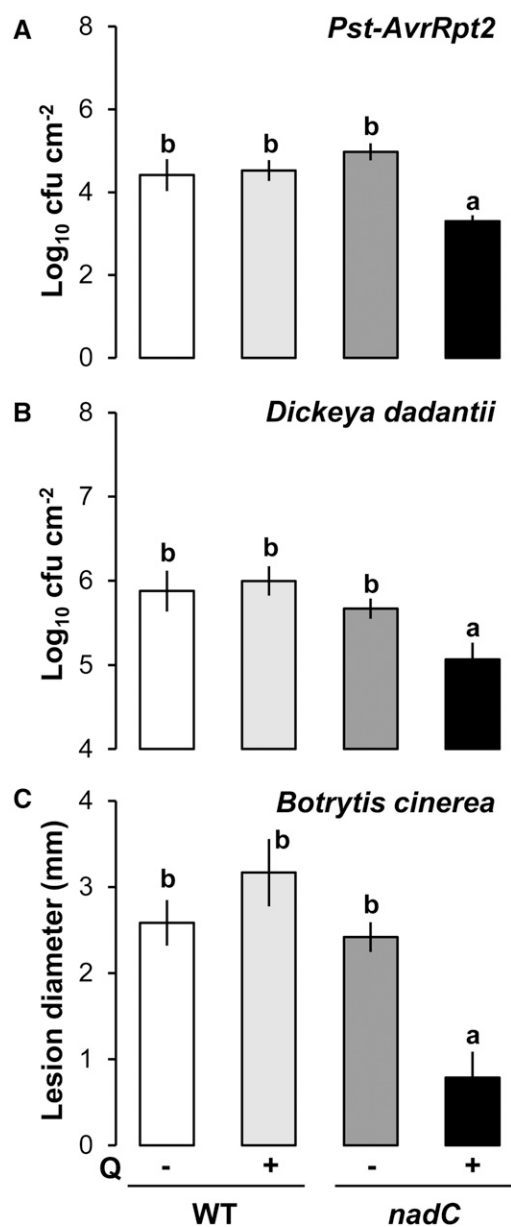 A
Pst-AvrRpt2
Log10 cfu cm-2
8
6
4
2
0
b
b
b
a
B
Dickeya dadantii
Log10 cfu cm-2
8
7
6
5
4
b
b
b
a
C
Botrytis cinerea
Lesion diameter (mm)
4
3
2
1
0
b
b
b
a
Q - + - +
WT nadC